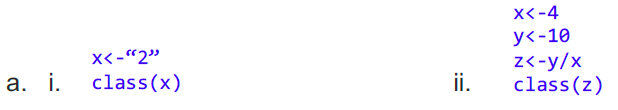 a. i. x<-“2”
class(x)
ii. x<-4
y<-10
z<-y/x
class(z)